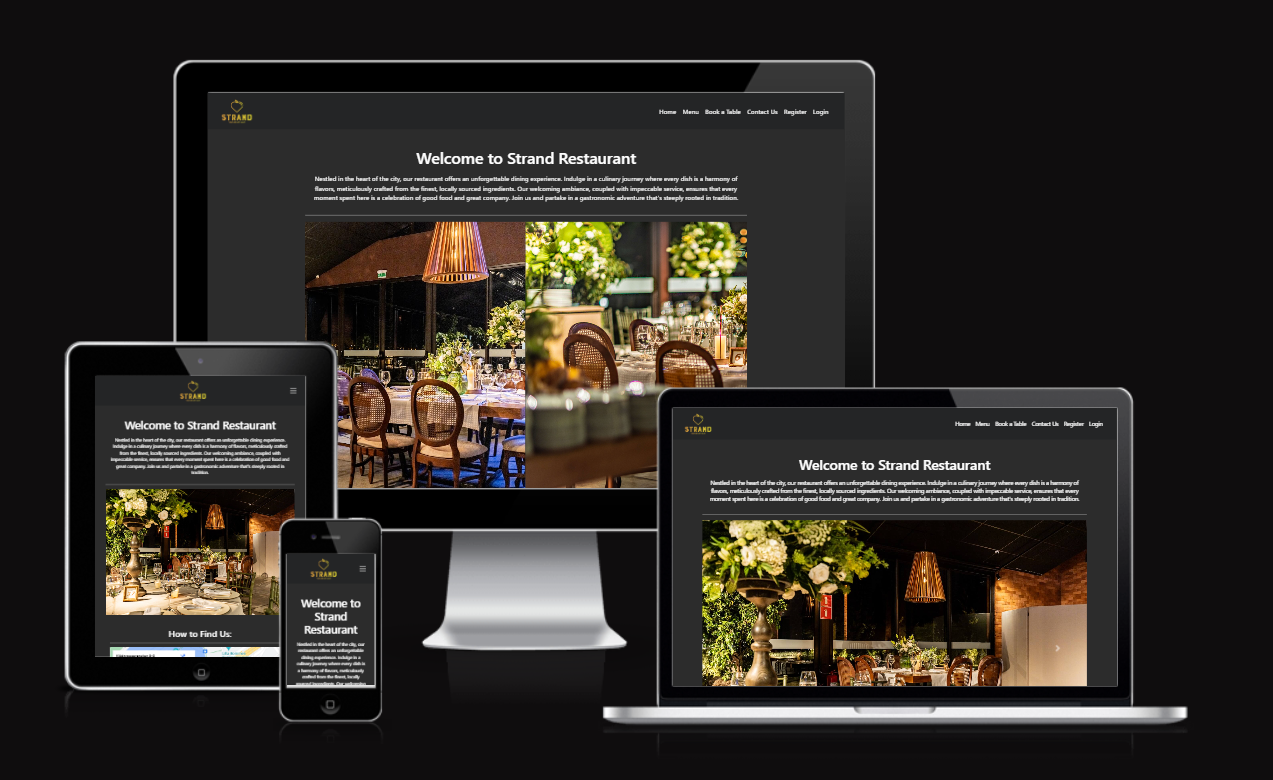 STRAND
Home Menu Book a Table Contact Us Register Login
Welcome to Strand Restaurant
Nestled in the heart of the city, our restaurant offers an unforgettable dining experience. Indulge in a culinary journey where every dish is a harmony of
flavors, meticulously crafted from the finest, locally sourced ingredients. Our welcoming ambiance, coupled with impeccable service, ensures that every
moment spent here is a celebration of good food and great company. Join us and partake in a gastronomic adventure that's steeply rooted in tradition.
STRAND
Welcome to Strand Restaurant
Nestled in the heart of the city, our restaurant offers an unforgettable dining experience.
Indulge in a culinary journey where every dish is a harmony of flavors, meticulously crafted
from the finest, locally sourced ingredients. Our welcoming ambiance, coupled with
impeccable service, ensures that every moment spent here is a celebration of good food and
great company. Join us and partake in a gastronomic adventure that's steeply rooted in
tradition.
How to Find Us:
STRAND
Welcome to
Strand
Restaurant
Nestled in the heart of the city, our
restaurant offers an unforgettable
dining experience. Indulge in a
culinary journey where every dish is
a harmony of flavors, meticulously
crafted from the finest, locally
sourced ingredients. Our welcoming
STRAND
Home Menu Book a Table Contact Us Register Login
Welcome to Strand Restaurant
Nestled in the heart of the city, our restaurant offers an unforgettable dining experience. Indulge in a culinary journey where every dish is a harmony of
flavors, meticulously crafted from the finest, locally sourced ingredients. Our welcoming ambiance, coupled with impeccable service, ensures that every
moment spent here is a celebration of good food and great company. Join us and partake in a gastronomic adventure that's steeply rooted in tradition.